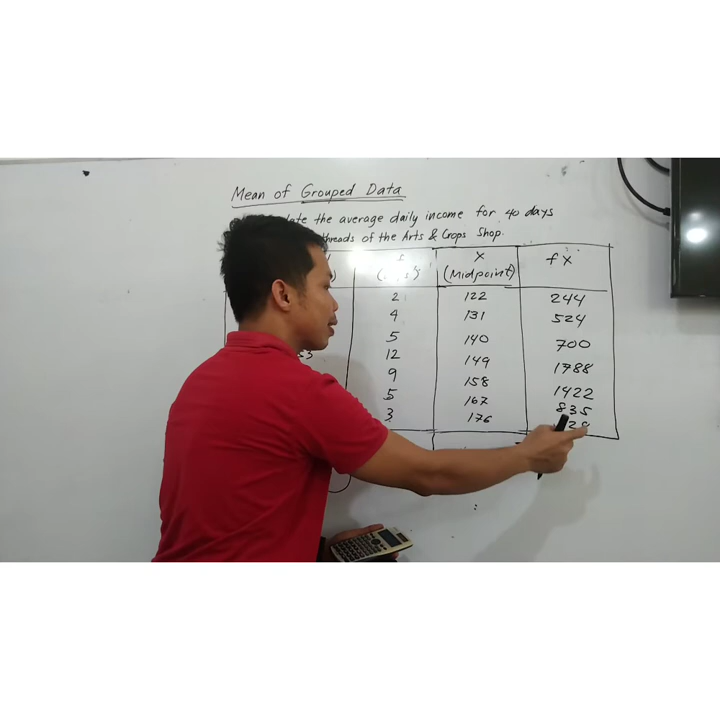 Mean of Grouped Data
the average daily income for 40 days
threads of the Arts & Crops Shop.
f X (Midpoint) fX
2 122 244
4 131 524
5 140 700
12 149 1788
9 158 1422
5 167 835
3 176